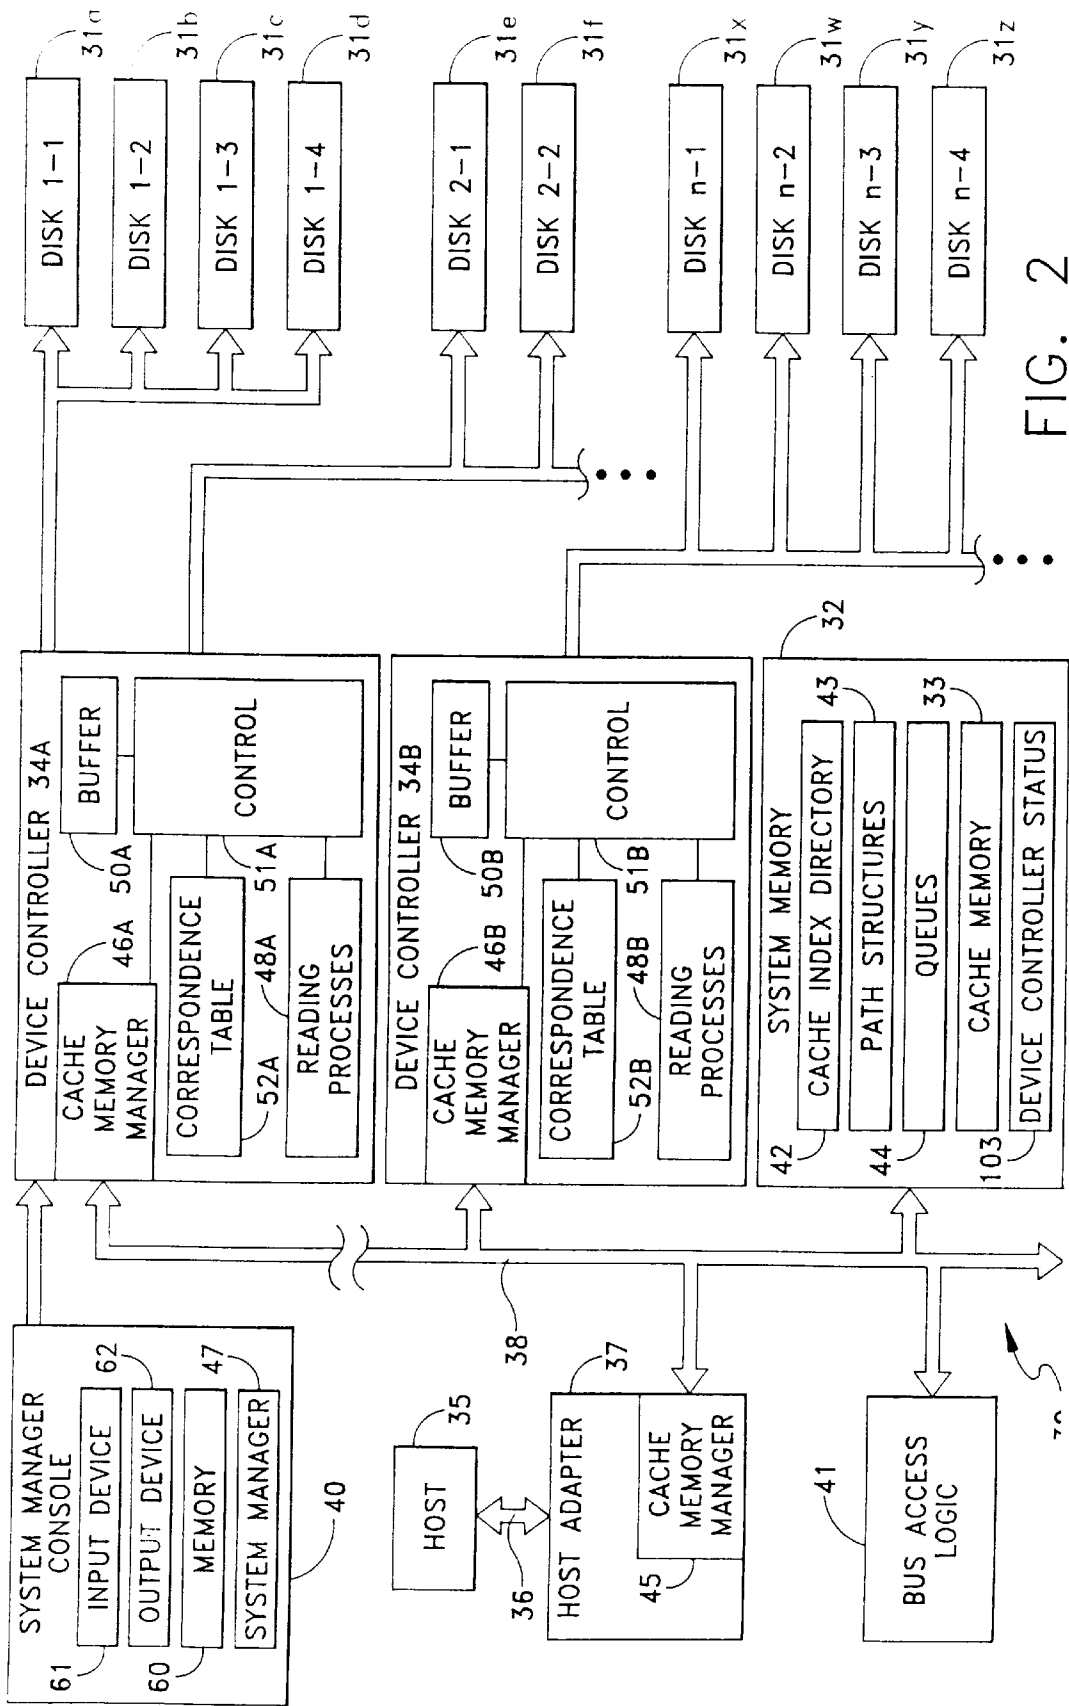 SYSTEM MANAGER
CONSOLE
61
INPUT DEVICE
62
OUTPUT DEVICE
60
MEMORY
47
SYSTEM MANAGER
40
HOST
35
36
HOST ADAPTER
37
CACHE
MEMORY
MANAGER
45
41
BUS ACCESS
LOGIC
38
DEVICE CONTROLLER 34A
CACHE
MEMORY
MANAGER
46A
50A
BUFFER
CONTROL
51A
CORRESPONDENCE
TABLE
52A
48A
READING
PROCESSES
DEVICE CONTROLLER 34B
CACHE
MEMORY
MANAGER
46B
50B
BUFFER
CONTROL
51B
CORRESPONDENCE
TABLE
52B
48B
READING
PROCESSES
32
SYSTEM MEMORY
42
CACHE INDEX DIRECTORY
43
PATH STRUCTURES
44
QUEUES
33
CACHE MEMORY
103
DEVICE CONTROLLER STATUS
DISK 1-1
31a
DISK 1-2
31b
DISK 1-3
31c
DISK 1-4
31d
DISK 2-1
31e
DISK 2-2
31f
DISK n-1
31x
DISK n-2
31w
DISK n-3
31y
DISK n-4
31z
FIG. 2